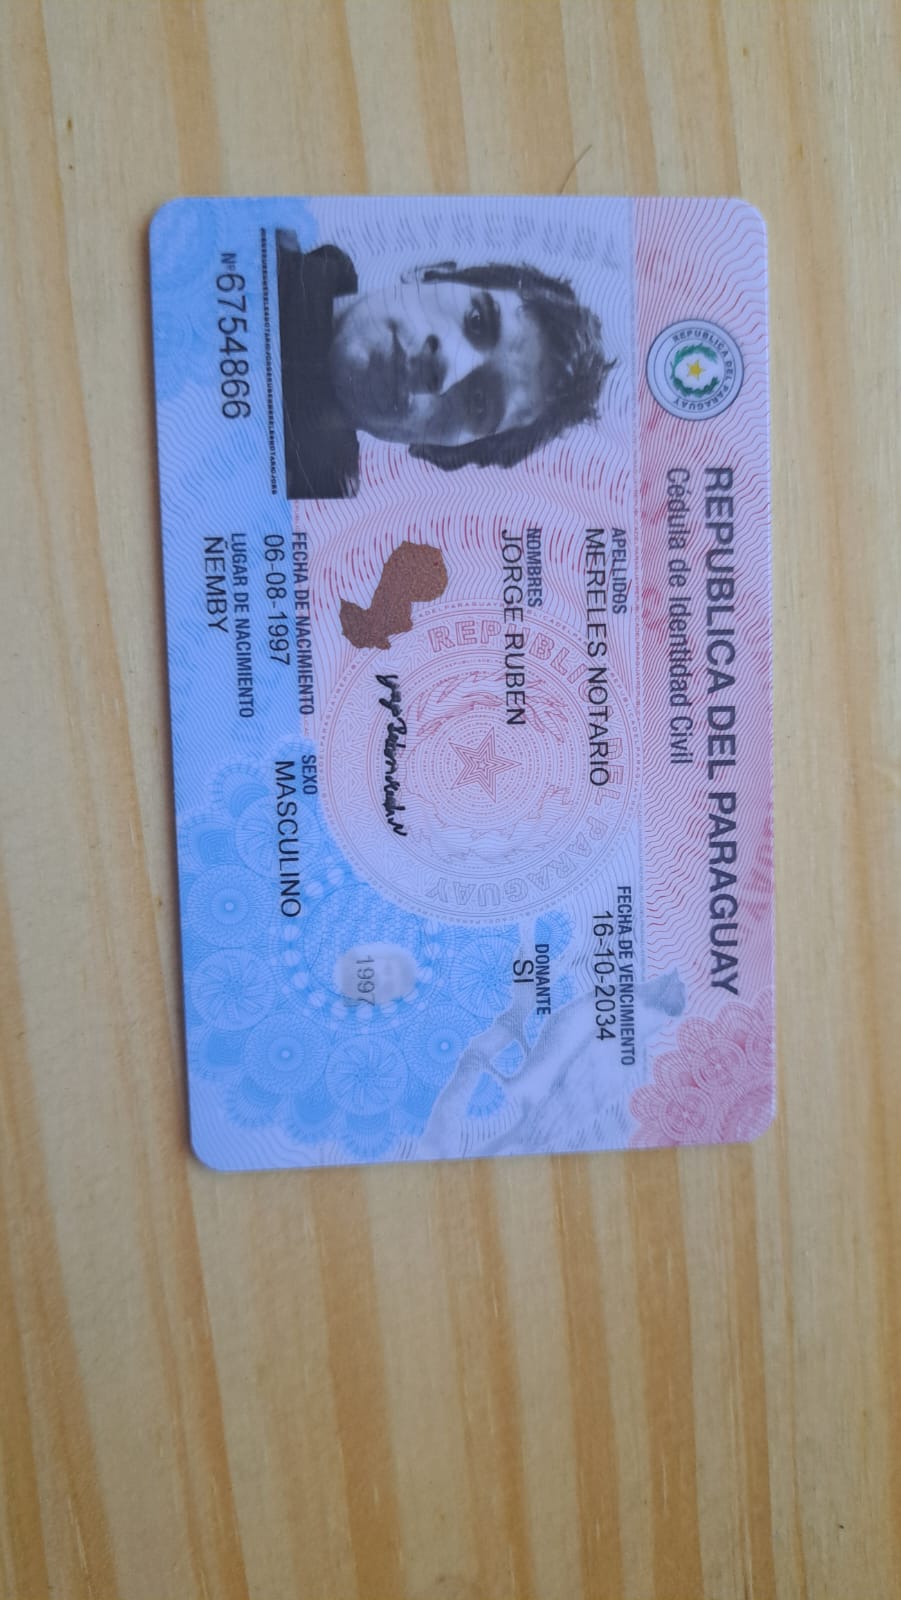 REPUBLICA DEL PARAGUAY
Cédula de Identidad Civil
REPUBLICA DEL PARAGUAY
APELLIDOS
MERELES NOTARIO
FECHA DE VENCIMIENTO
16-10-2034
NOMBRES
JORGE RUBEN
DONANTE
SI
FECHA DE NACIMIENTO
06-08-1997
SEXO
MASCULINO
LUGAR DE NACIMIENTO
ÑEMBY
Nº6754866
1997
REPUBLICA DEL PARAGUAY